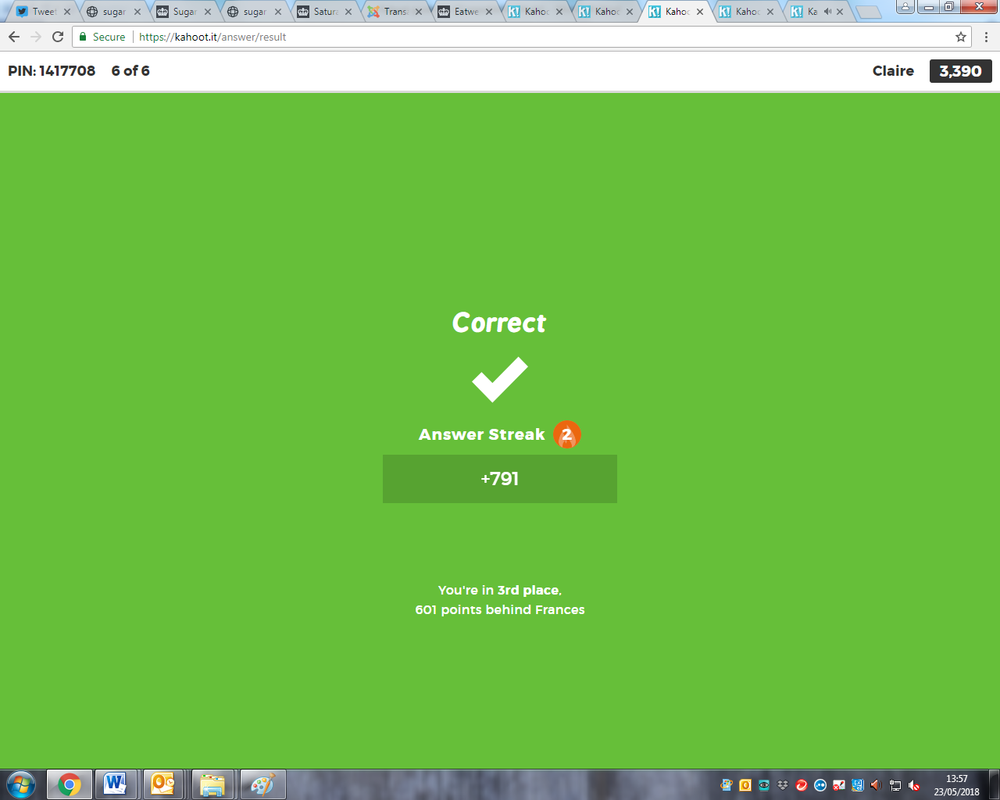 Tweet sugar Sugar sugar Satura Trans Eatwe Kahoo Kahoo Kahoo Kahoo Ka
Secure https://kahoot.it/answer/result
PIN: 1417708 6 of 6 Claire 3,390
Correct
Answer Streak 2
+791
You're in 3rd place,
601 points behind Frances
13:57
23/05/2018